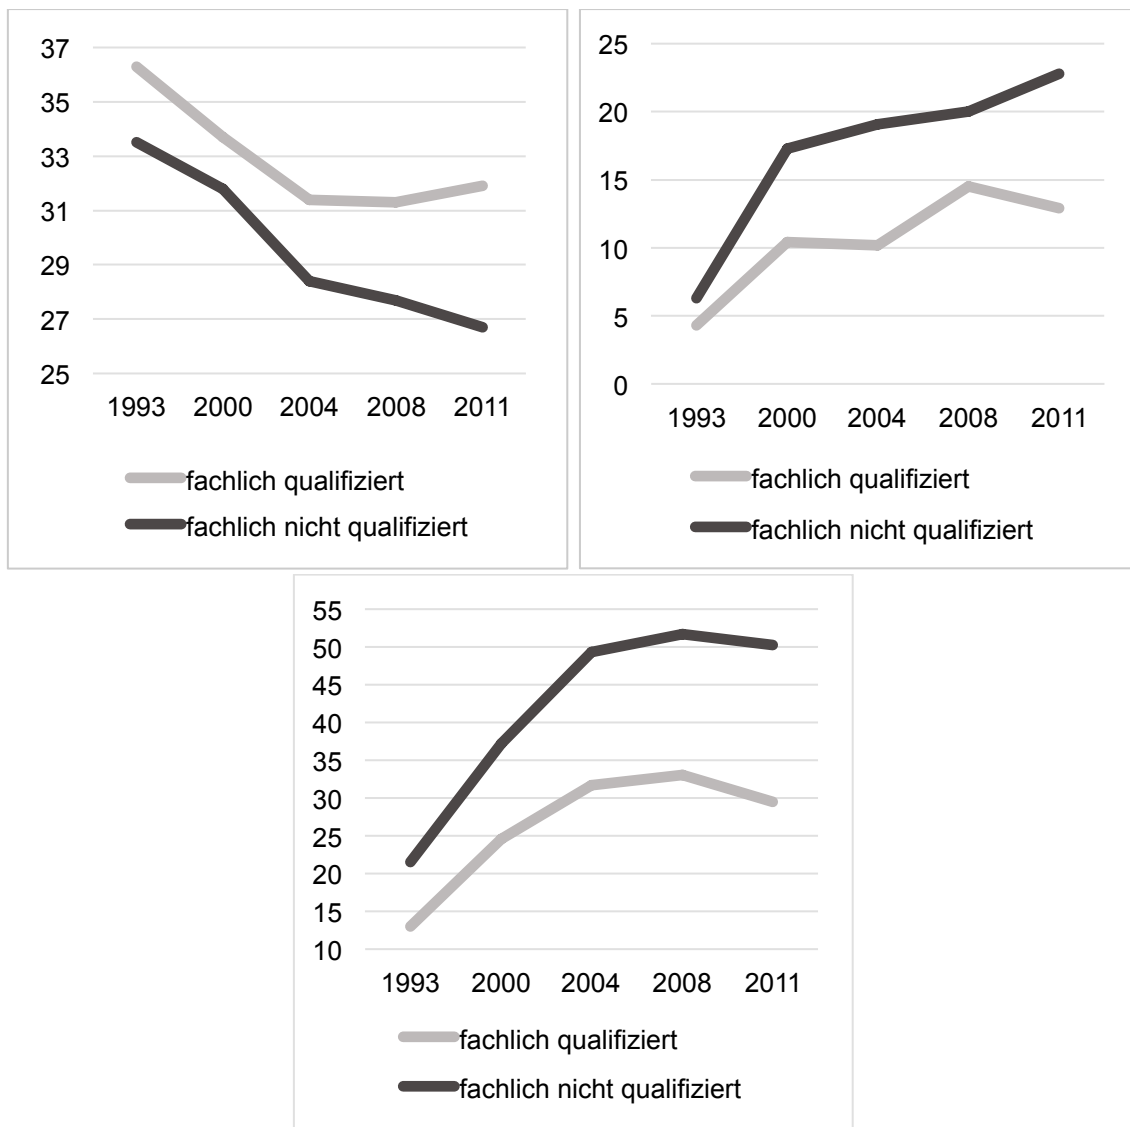 37
35
33
31
29
27
25
1993 2000 2004 2008 2011
fachlich qualifiziert
fachlich nicht qualifiziert
25
20
15
10
5
0
1993 2000 2004 2008 2011
fachlich qualifiziert
fachlich nicht qualifiziert
55
50
45
40
35
30
25
20
15
10
1993 2000 2004 2008 2011
fachlich qualifiziert
fachlich nicht qualifiziert